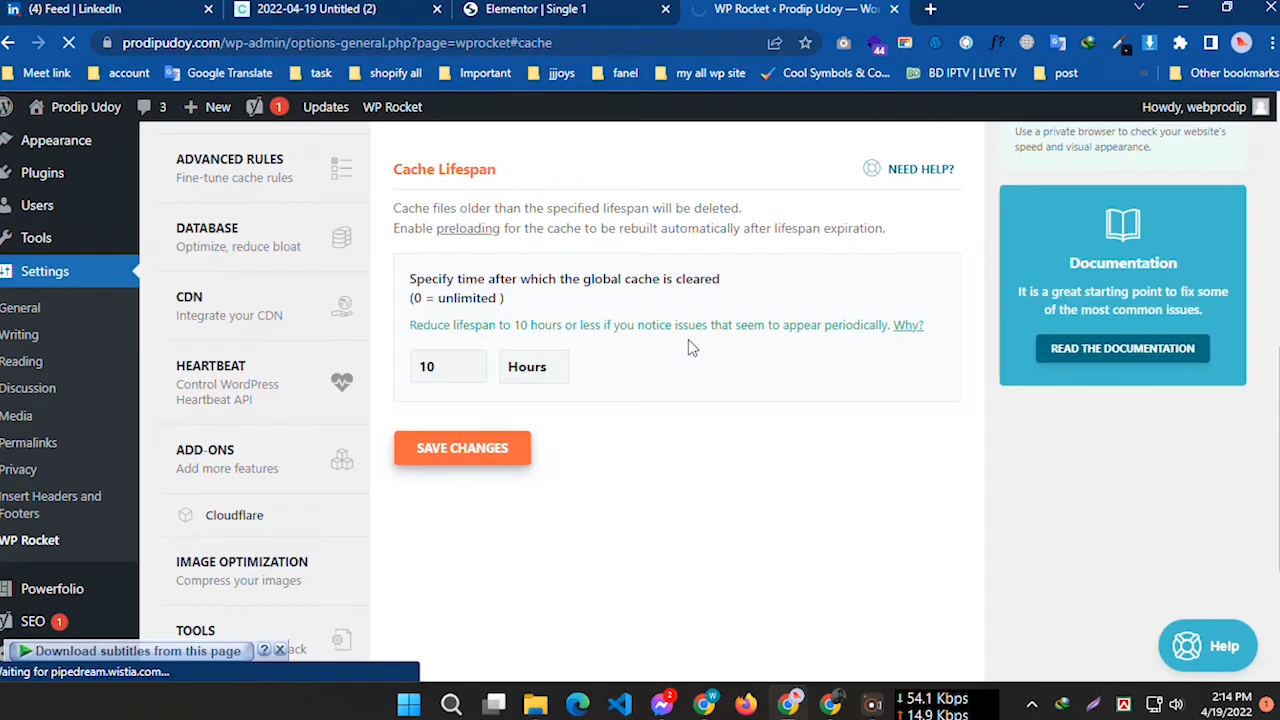 (4) Feed | LinkedIn
2022-04-19 Untitled (2)
Elementor | Single 1
WP Rocket ‹ Prodip Udoy — Wor
prodipudoy.com/wp-admin/options-general.php?page=wprocket#cache
44
f?
Meet link
account
Google Translate
task
shopify all
Important
jjjoys
fanel
my all wp site
Cool Symbols & Co...
BD IPTV | LIVE TV
post
»
Other bookmarks
Prodip Udoy
3
New
1
Updates
WP Rocket
Howdy, webprodip
Appearance
Plugins
Users
Tools
Settings
General
Writing
Reading
Discussion
Media
Permalinks
Privacy
Insert Headers and
Footers
WP Rocket
Powerfolio
SEO 1
ADVANCED RULES
Fine-tune cache rules
DATABASE
Optimize, reduce bloat
CDN
Integrate your CDN
HEARTBEAT
Control WordPress
Heartbeat API
ADD-ONS
Add more features
Cloudflare
IMAGE OPTIMIZATION
Compress your images
TOOLS
ack
Cache Lifespan
NEED HELP?
Cache files older than the specified lifespan will be deleted.
Enable preloading for the cache to be rebuilt automatically after lifespan expiration.
Specify time after which the global cache is cleared
(0 = unlimited )
Reduce lifespan to 10 hours or less if you notice issues that seem to appear periodically. Why?
10
Hours
SAVE CHANGES
Use a private browser to check your website's
speed and visual appearance.
Documentation
It is a great starting point to fix some
of the most common issues.
READ THE DOCUMENTATION
Help
Download subtitles from this page
?
Waiting for pipedream.wistia.com...
2
54.1 Kbps
14.9 Kbps
2:14 PM
4/19/2022
1